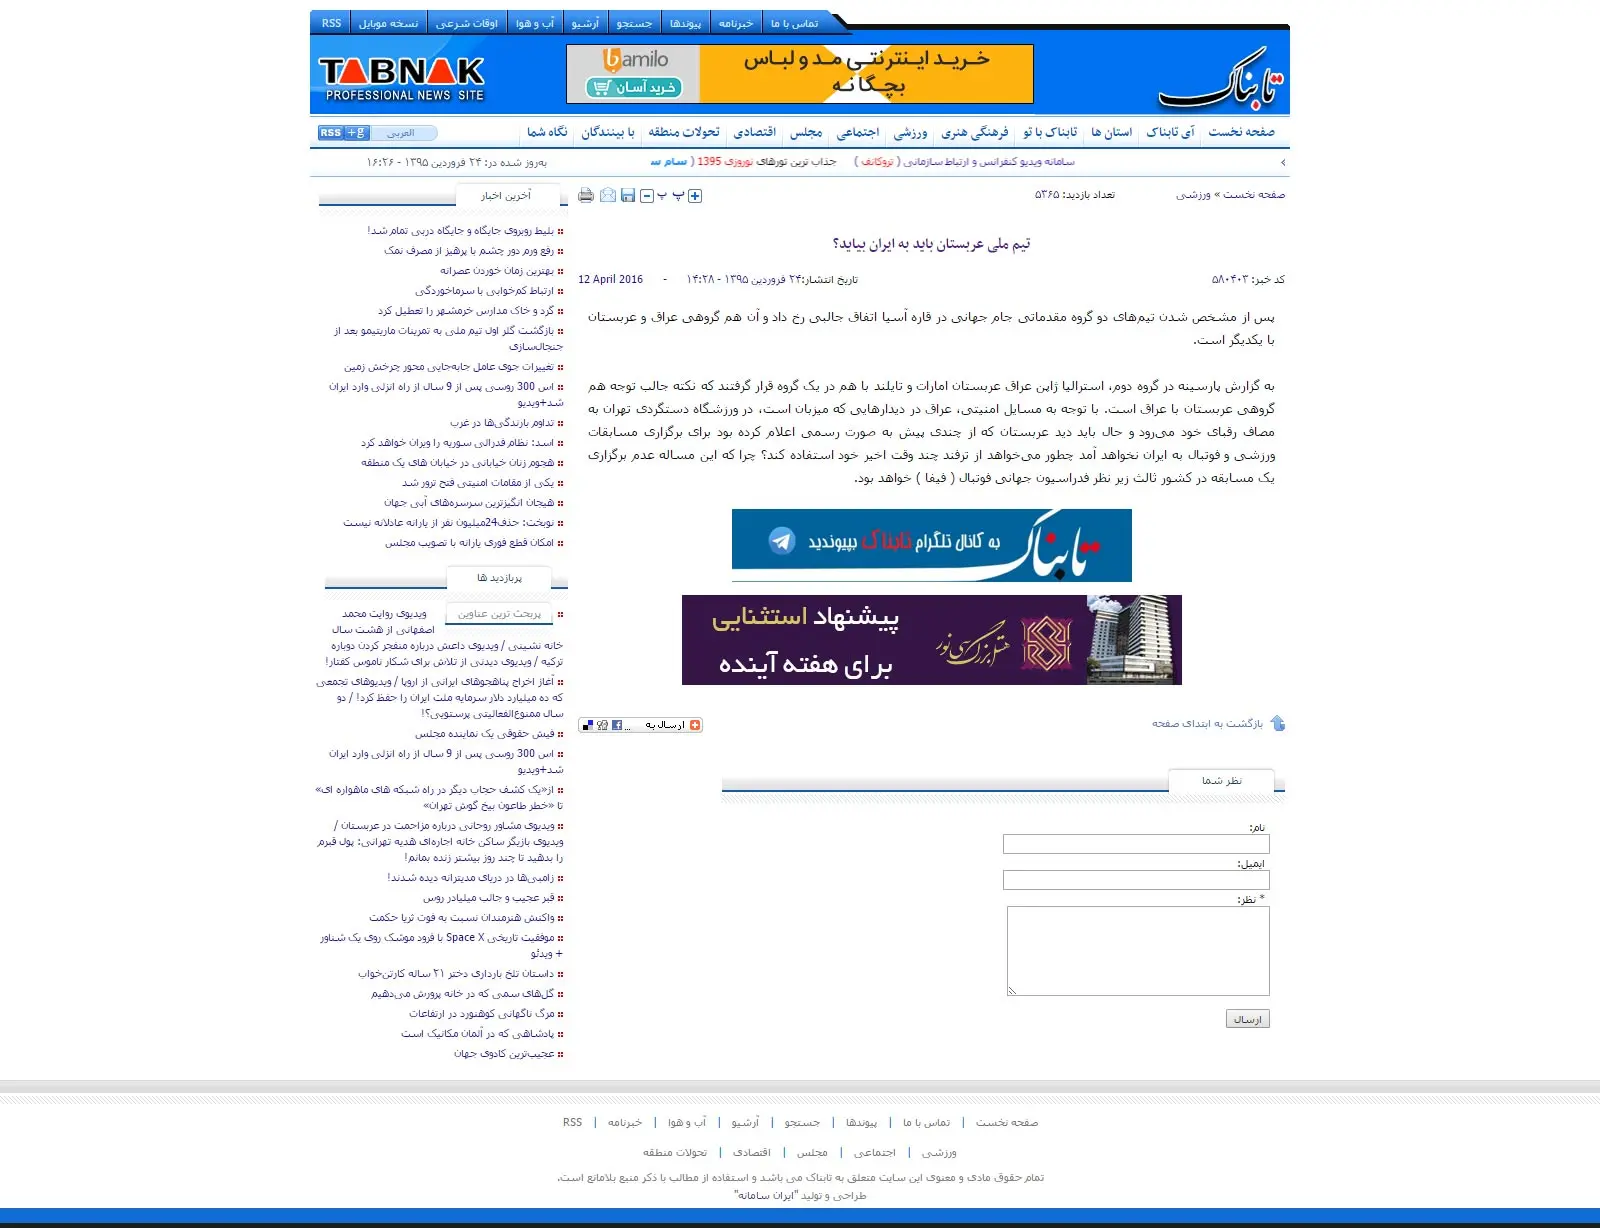 تماس با ما
خبرنامه
پیوندها
جستجو
آرشیو
آب و هوا
اوقات شرعی
نسخه موبایل
RSS
تابناک
خـریـد ایـنترنتـی مـد و لبـاس
بچـگـانـه
bamilo
خرید آسان
TABNAK
PROFESSIONAL NEWS SITE
صفحه نخست
آی تابناک
استان ها
تابناک با تو
فرهنگی هنری
ورزشی
اجتماعی
مجلس
اقتصادی
تحولات منطقه
با بینندگان
نگاه شما
العربي
g+
RSS
سامانه ویدیو کنفرانس و ارتباط سازمانی ( تروکانف )
جذاب ترین تورهای نوروزی 1395 ( سام سـ
به‌روز شده در: ۲۴ فروردین ۱۳۹۵ - ۱۶:۲۶
صفحه نخست » ورزشی
تعداد بازدید: ۵۳۶۵
تیم ملی عربستان باید به ایران بیاید؟
کد خبر: ۵۸۰۴۰۳
تاریخ انتشار:۲۴ فروردین ۱۳۹۵ - ۱۴:۲۸
-
12 April 2016
پس از مشخص شدن تیم‌های دو گروه مقدماتی جام جهانی در قاره آسیا اتفاق جالبی رخ داد و آن هم گروهی عراق و عربستان
با یکدیگر است.
به گزارش پارسینه در گروه دوم، استرالیا ژاپن عراق عربستان امارات و تایلند با هم در یک گروه قرار گرفتند که نکته جالب توجه هم
گروهی عربستان با عراق است. با توجه به مسایل امنیتی، عراق در دیدارهایی که میزبان است، در ورزشگاه دستگردی تهران به
مصاف رقبای خود می‌رود و حال باید دید عربستان که از چندی پیش به صورت رسمی اعلام کرده بود برای برگزاری مسابقات
ورزشی و فوتبال به ایران نخواهد آمد چطور می‌خواهد از ترفند چند وقت اخیر خود استفاده کند؟ چرا که این مساله عدم برگزاری
یک مسابقه در کشور ثالث زیر نظر فدراسیون جهانی فوتبال ( فیفا ) خواهد بود.
تابناک
به کانال تلگرام تابناک بپیوندید
هتل بزرگ سی نور
پیشنهاد استثنایی
برای هفته آینده
بازگشت به ابتدای صفحه
ارسال به ...
نظر شما
نام:
ایمیل:
* نظر:
ارسال
آخرین اخبار
بلیط روبروی جایگاه و جایگاه دربی تمام شد!
رفع ورم دور چشم با پرهیز از مصرف نمک
بهترین زمان خوردن عصرانه
ارتباط کم‌خوابی با سرماخوردگی
گرد و خاک مدارس خرمشهر را تعطیل کرد
بازگشت گلر اول تیم ملی به تمرینات ماریتیمو بعد از
جنجال‌سازی
تغییرات جوی عامل جابه‌جایی محور چرخش زمین
اس 300 روسی پس از 9 سال از راه انزلی وارد ایران
شد+ویدیو
تداوم بارندگی‌ها در غرب
اسد: نظام فدرالی سوریه را ویران خواهد کرد
هجوم زنان خیابانی در خیابان های یک منطقه
یکی از مقامات امنیتی فتح ترور شد
هیجان انگیزترین سرسره‌های آبی جهان
نوبخت: حذف24میلیون نفر از یارانه عادلانه نیست
امکان قطع فوری یارانه با تصویب مجلس
پربازدید ها
پربحث ترین عناوین
ویدیوی روایت محمد
اصفهانی از هشت سال
خانه نشینی / ویدیوی داعش درباره منفجر کردن دوباره
ترکیه / ویدیوی دیدنی از تلاش برای شکار ناموس کفتار!
آغاز اخراج پناهجوهای ایرانی از اروپا / ویدیوهای تجمعی
که ده میلیارد دلار سرمایه ملت ایران را حفظ کرد! / دو
سال ممنوع‌الفعالیتی پرستویی؟!
فیش حقوقی یک نماینده مجلس
اس 300 روسی پس از 9 سال از راه انزلی وارد ایران
شد+ویدیو
از«یک کشف حجاب دیگر در راه شبکه های ماهواره ای»
تا «خطر طاعون بیخ گوش تهران»
ویدیوی مشاور روحانی درباره مزاحمت در عربستان /
ویدیوی بازیگر ساکن خانه اجاره‌ای هدیه تهرانی: پول قبرم
را بدهید تا چند روز بیشتر زنده بمانم!
زامبی‌ها در دریای مدیترانه دیده شدند!
قبر عجیب و جالب میلیادر روس
واکنش هنرمندان نسبت به فوت ثریا حکمت
موفقیت تاریخی Space X با فرود موشک روی یک شناور
+ ویدئو
داستان تلخ بارداری دختر ۲۱ ساله کارتن‌خواب
گل‌های سمی که در خانه پرورش می‌دهیم
مرگ ناگهانی کوهنورد در ارتفاعات
پادشاهی که در آلمان مکانیک است
عجیب‌ترین کادوی جهان
صفحه نخست | تماس با ما | پیوندها | جستجو | آرشیو | آب و هوا | خبرنامه | RSS
ورزشی | اجتماعی | مجلس | اقتصادی | تحولات منطقه
تمام حقوق مادی و معنوی این سایت متعلق به تابناک می باشد و استفاده از مطالب با ذکر منبع بلامانع است.
طراحی و تولید "ایران سامانه"